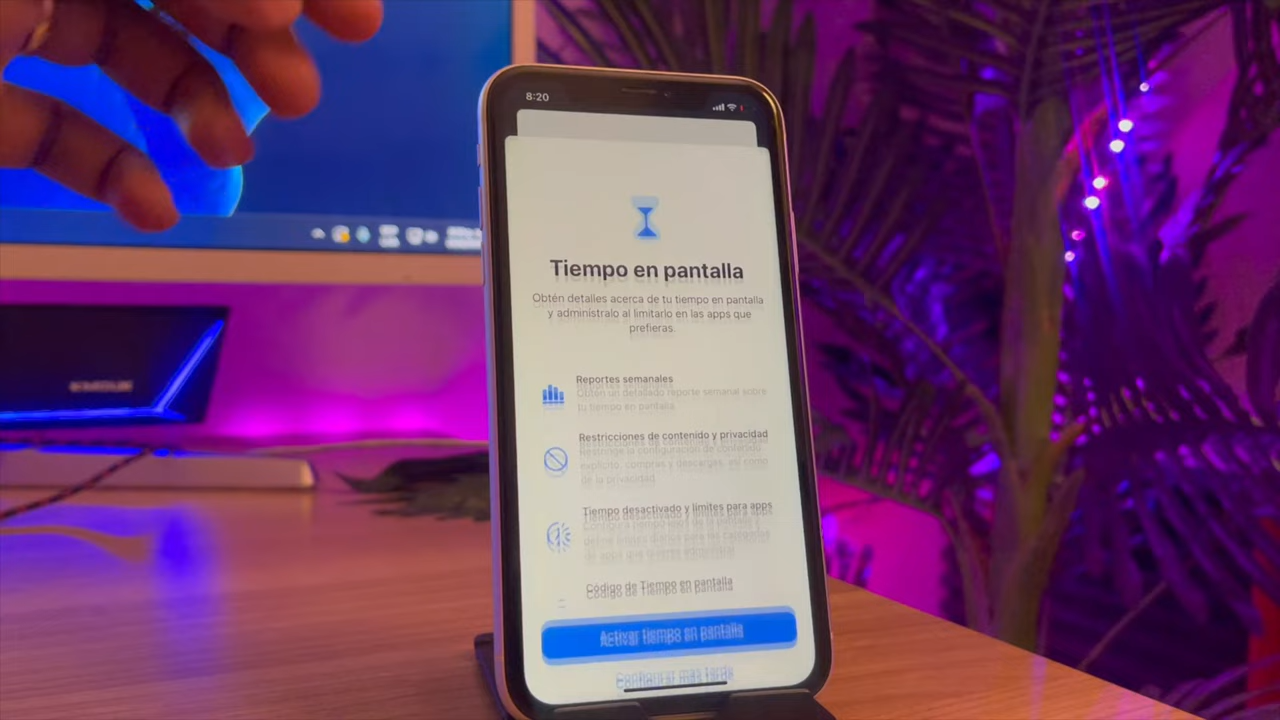 8:20
Tiempo en pantalla
Obtén detalles acerca de tu tiempo en pantalla
y adminístralo al limitarlo en las apps que
prefieras.
Reportes semanales
Obtén un detallado reporte semanal sobre
tu tiempo en pantalla.
Restricciones de contenido y privacidad
Restringe la configuración de contenido
explícito, compras y descargas, así como
de la privacidad.
Tiempo desactivado y límites para apps
Código de Tiempo en pantalla
Activar tiempo en pantalla
Configurar más tarde